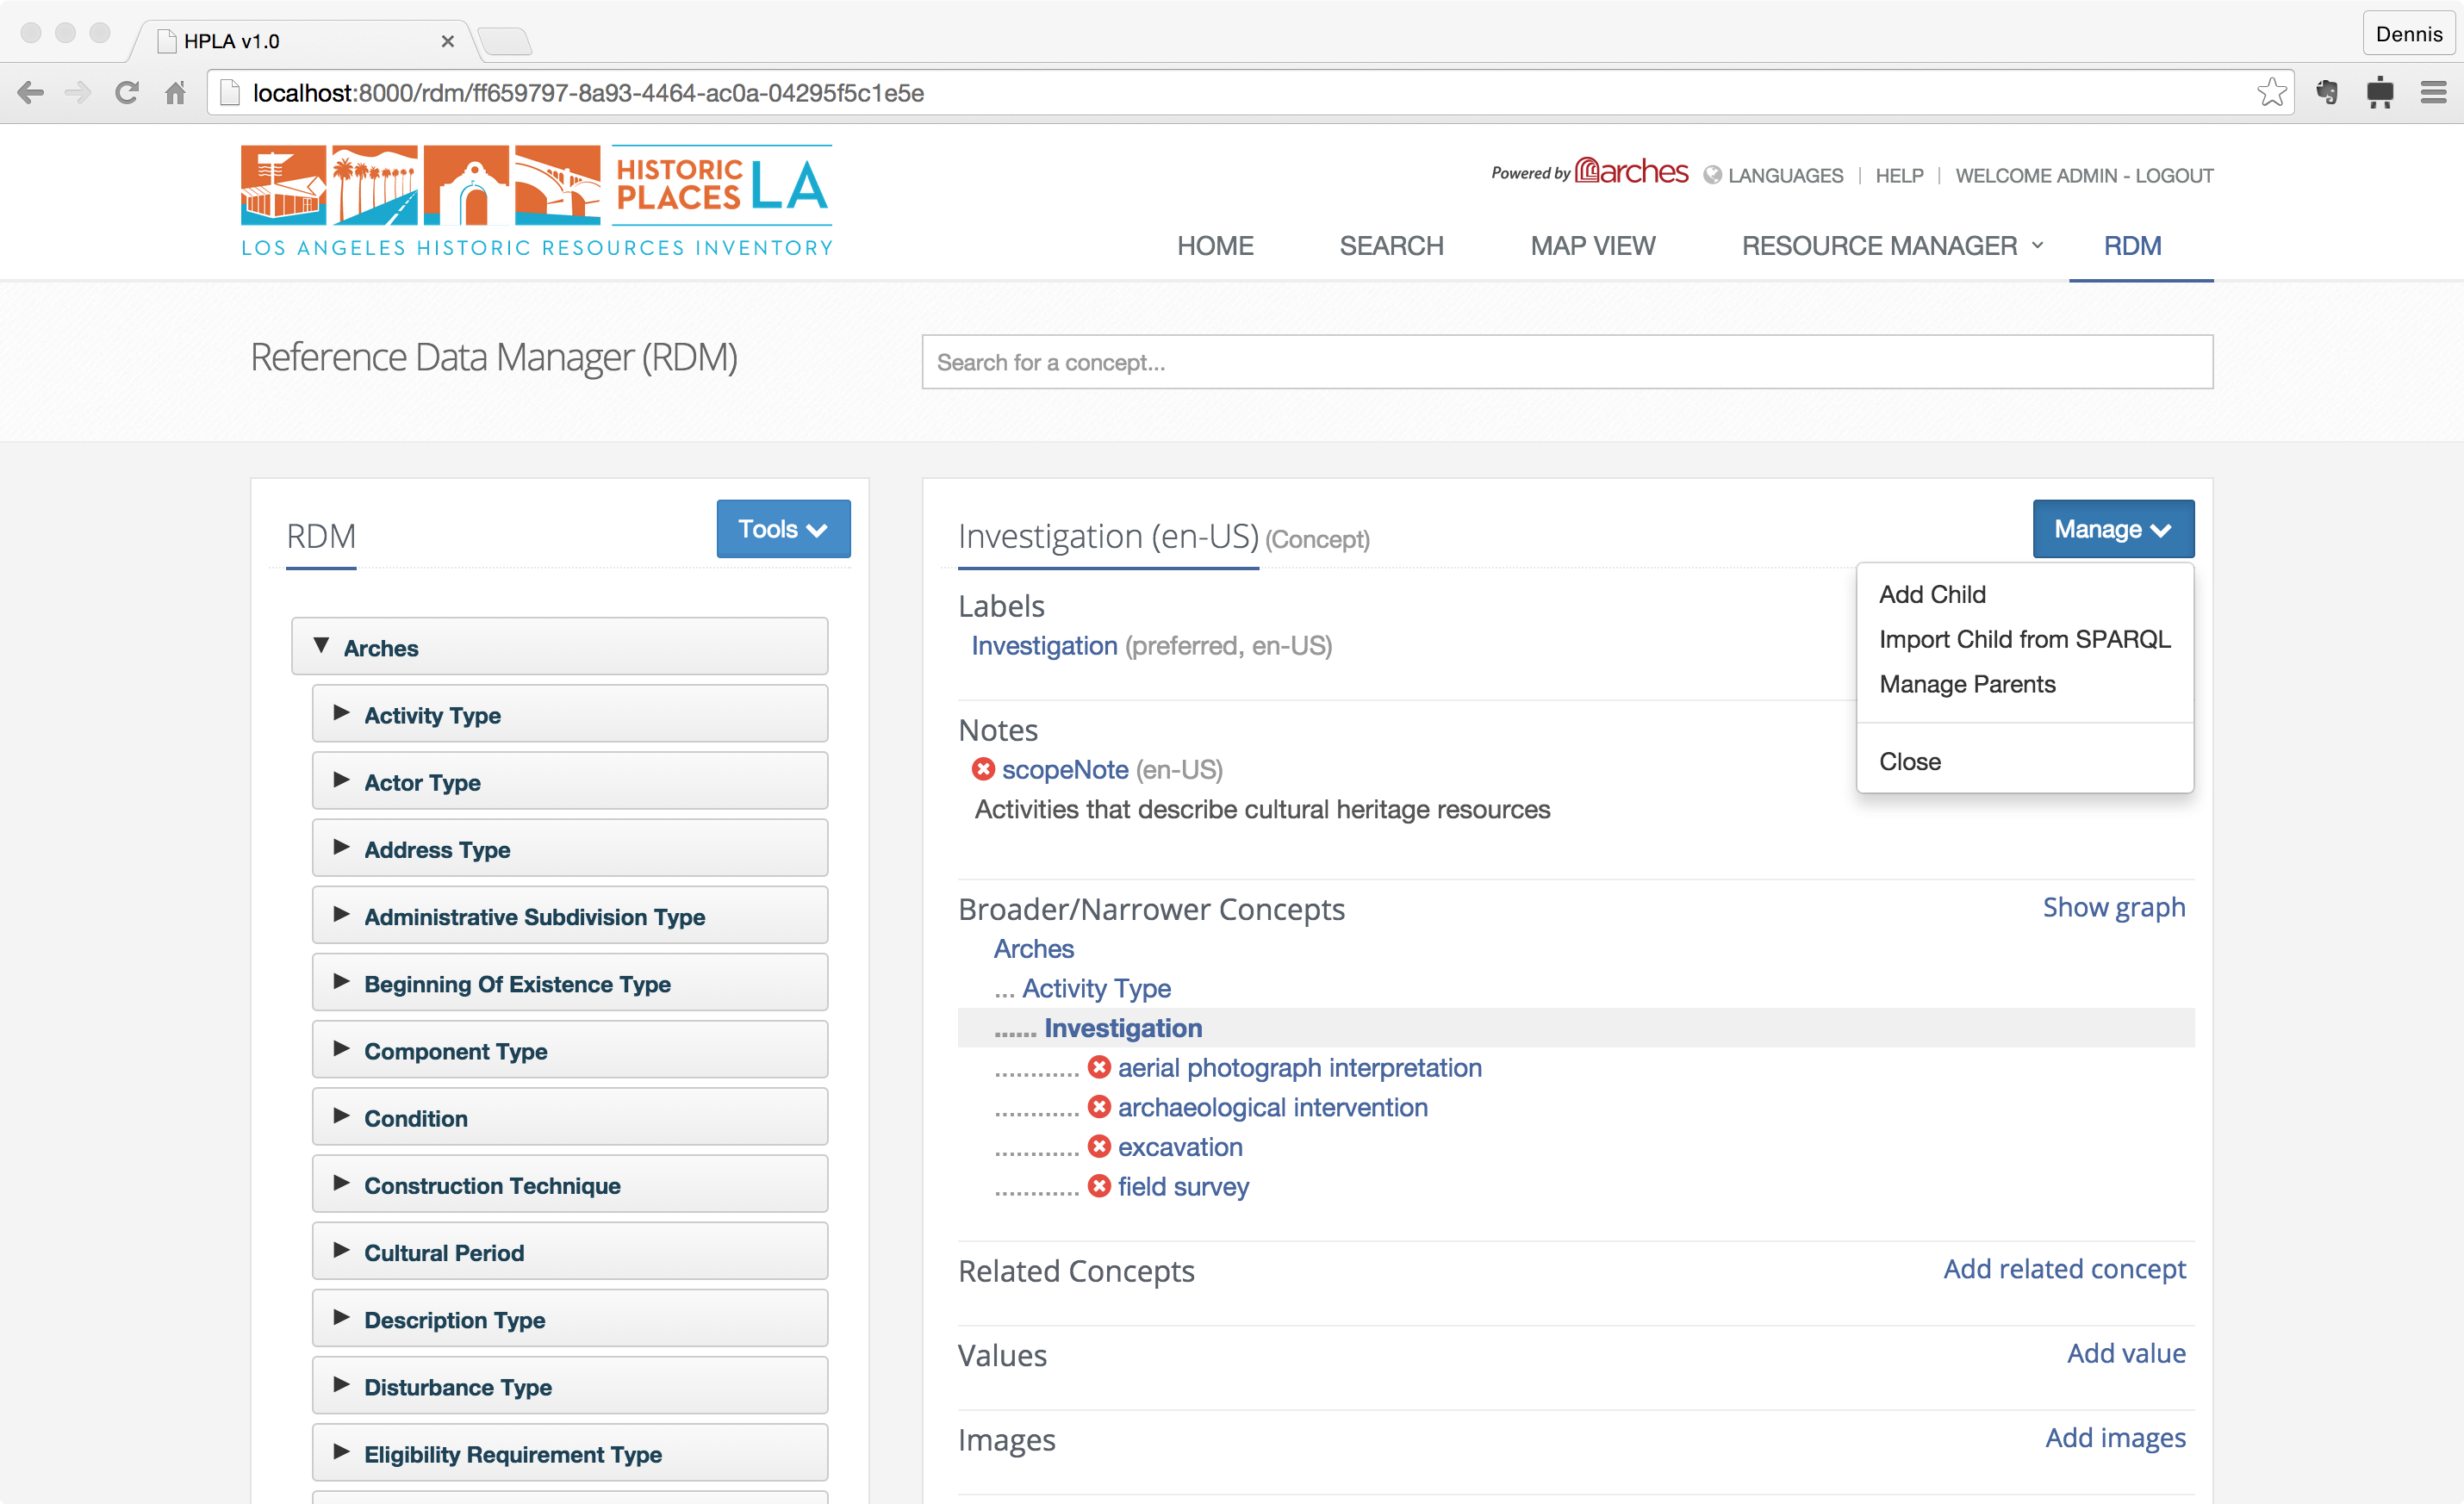 HPLA v1.0
Dennis
localhost:8000/rdm/ff659797-8a93-4464-ac0a-04295f5c1e5e
HISTORIC PLACES LA
LOS ANGELES HISTORIC RESOURCES INVENTORY
Powered by arches LANGUAGES | HELP | WELCOME ADMIN - LOGOUT
HOME SEARCH MAP VIEW RESOURCE MANAGER RDM
Reference Data Manager (RDM)
Search for a concept...
RDM
Tools
Arches
Activity Type
Actor Type
Address Type
Administrative Subdivision Type
Beginning Of Existence Type
Component Type
Condition
Construction Technique
Cultural Period
Description Type
Disturbance Type
Eligibility Requirement Type
Investigation (en-US) (Concept)
Manage
Add Child
Import Child from SPARQL
Manage Parents
Close
Labels
Investigation (preferred, en-US)
Notes
scopeNote (en-US)
Activities that describe cultural heritage resources
Broader/Narrower Concepts
Show graph
Arches
... Activity Type
...... Investigation
............ aerial photograph interpretation
............ archaeological intervention
............ excavation
............ field survey
Related Concepts
Add related concept
Values
Add value
Images
Add images